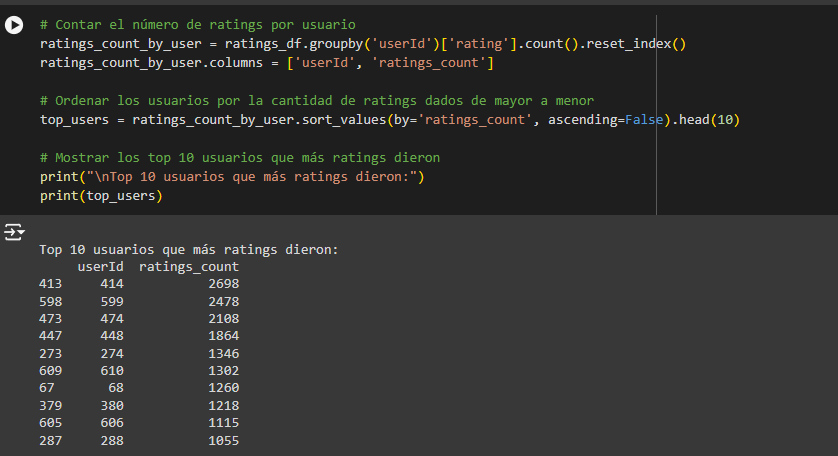 # Contar el número de ratings por usuario
ratings_count_by_user = ratings_df.groupby('userId')['rating'].count().reset_index()
ratings_count_by_user.columns = ['userId', 'ratings_count']

# Ordenar los usuarios por la cantidad de ratings dados de mayor a menor
top_users = ratings_count_by_user.sort_values(by='ratings_count', ascending=False).head(10)

# Mostrar los top 10 usuarios que más ratings dieron
print("\nTop 10 usuarios que más ratings dieron:")
print(top_users)

Top 10 usuarios que más ratings dieron:
     userId  ratings_count
413     414           2698
598     599           2478
473     474           2108
447     448           1864
273     274           1346
609     610           1302
67       68           1260
379     380           1218
605     606           1115
287     288           1055